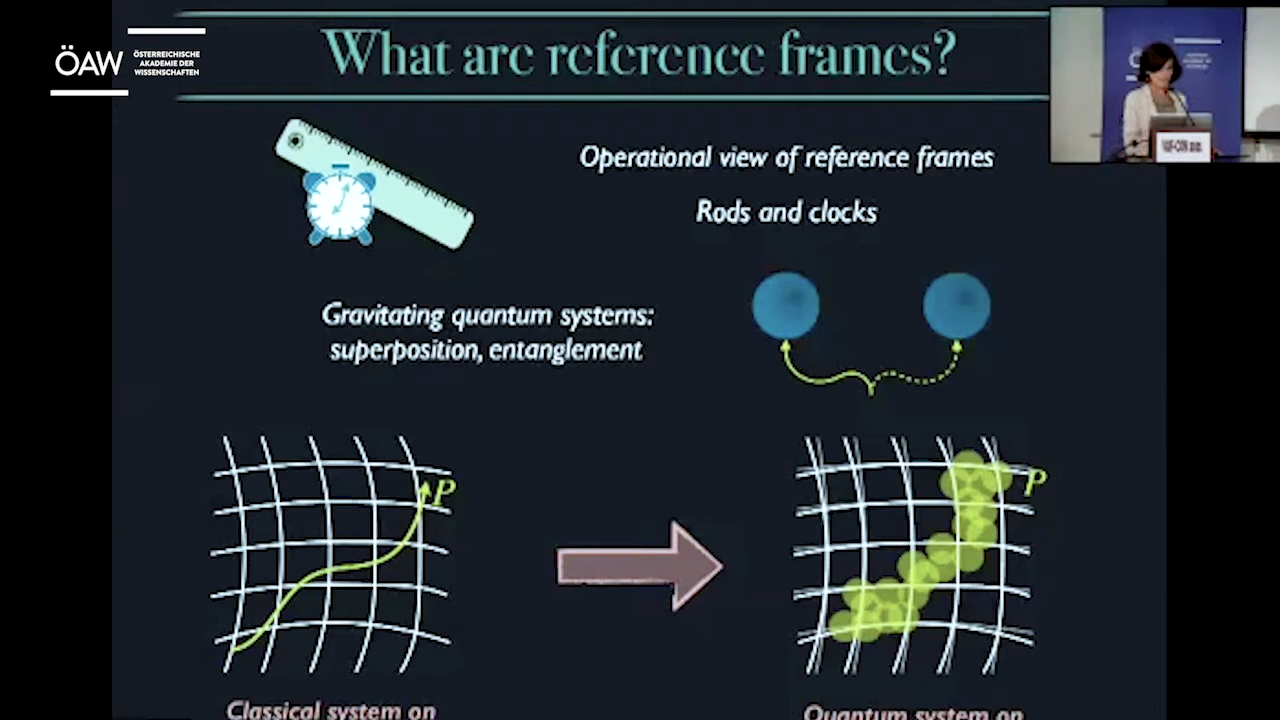 ÖAW
ÖSTERREICHISCHE
AKADEMIE DER
WISSENSCHAFTEN
What are reference frames?
Operational view of reference frames
Rods and clocks
Gravitating quantum systems:
superposition, entanglement
P
P
Classical system on
Quantum system on